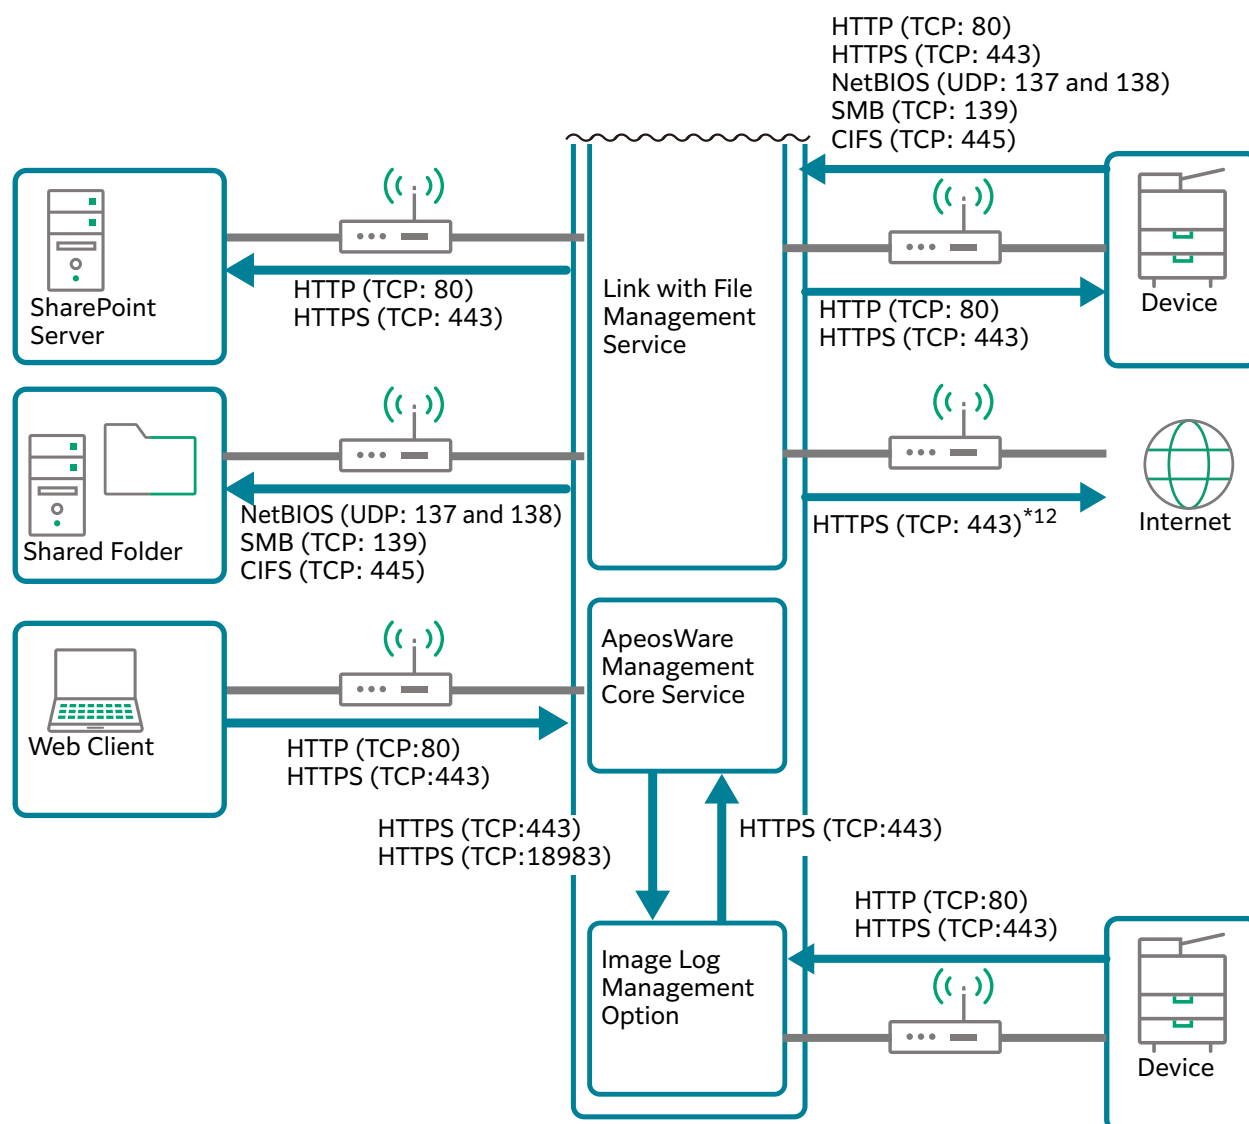 HTTP (TCP: 80)
HTTPS (TCP: 443)
NetBIOS (UDP: 137 and 138)
SMB (TCP: 139)
CIFS (TCP: 445)
SharePoint
Server
HTTP (TCP: 80)
HTTPS (TCP: 443)
Link with File
Management
Service
HTTP (TCP: 80)
HTTPS (TCP: 443)
Device
Shared Folder
NetBIOS (UDP: 137 and 138)
SMB (TCP: 139)
CIFS (TCP: 445)
HTTPS (TCP: 443)*12
Internet
Web Client
HTTP (TCP:80)
HTTPS (TCP:443)
ApeosWare
Management
Core Service
HTTPS (TCP:443)
HTTPS (TCP:18983)
HTTPS (TCP:443)
Image Log
Management
Option
HTTP (TCP:80)
HTTPS (TCP:443)
Device